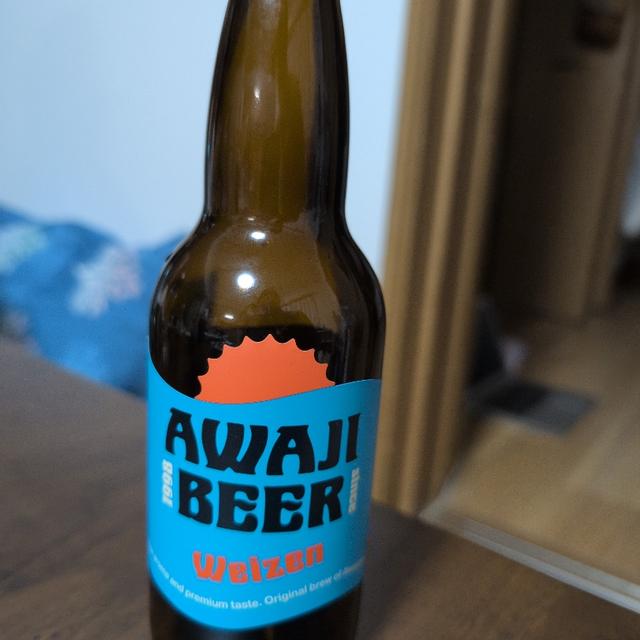 AWAJI
1998 BEER since
Weizen
and premium taste. Original brew of